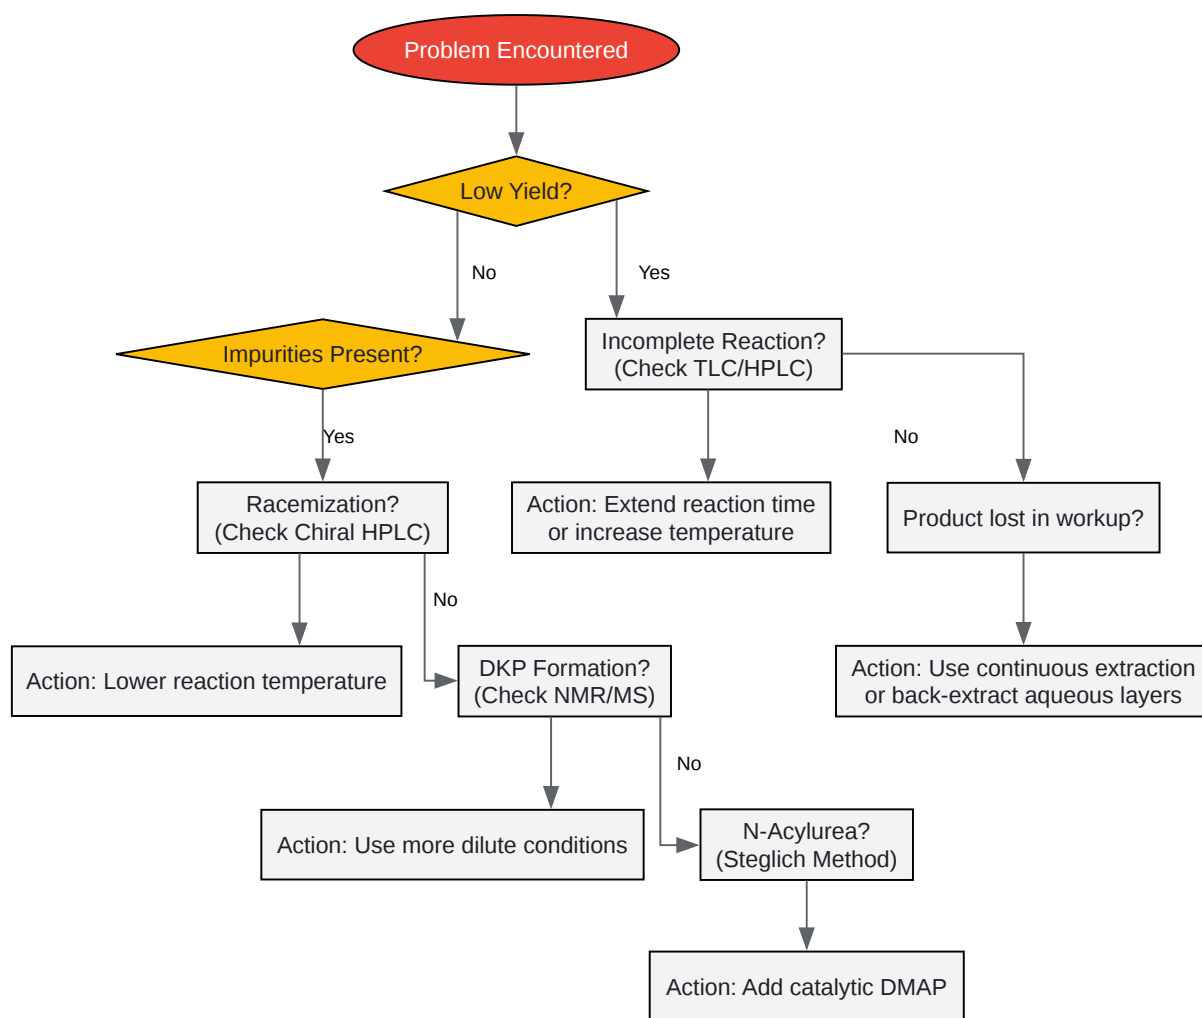 Problem Encountered
Low Yield?
No
Yes
Impurities Present?
Incomplete Reaction?
(Check TLC/HPLC)
Yes
No
Racemization?
(Check Chiral HPLC)
Action: Extend reaction time
or increase temperature
Product lost in workup?
No
Action: Lower reaction temperature
DKP Formation?
(Check NMR/MS)
Action: Use continuous extraction
or back-extract aqueous layers
No
Action: Use more dilute conditions
N-Acylurea?
(Steglich Method)
Action: Add catalytic DMAP